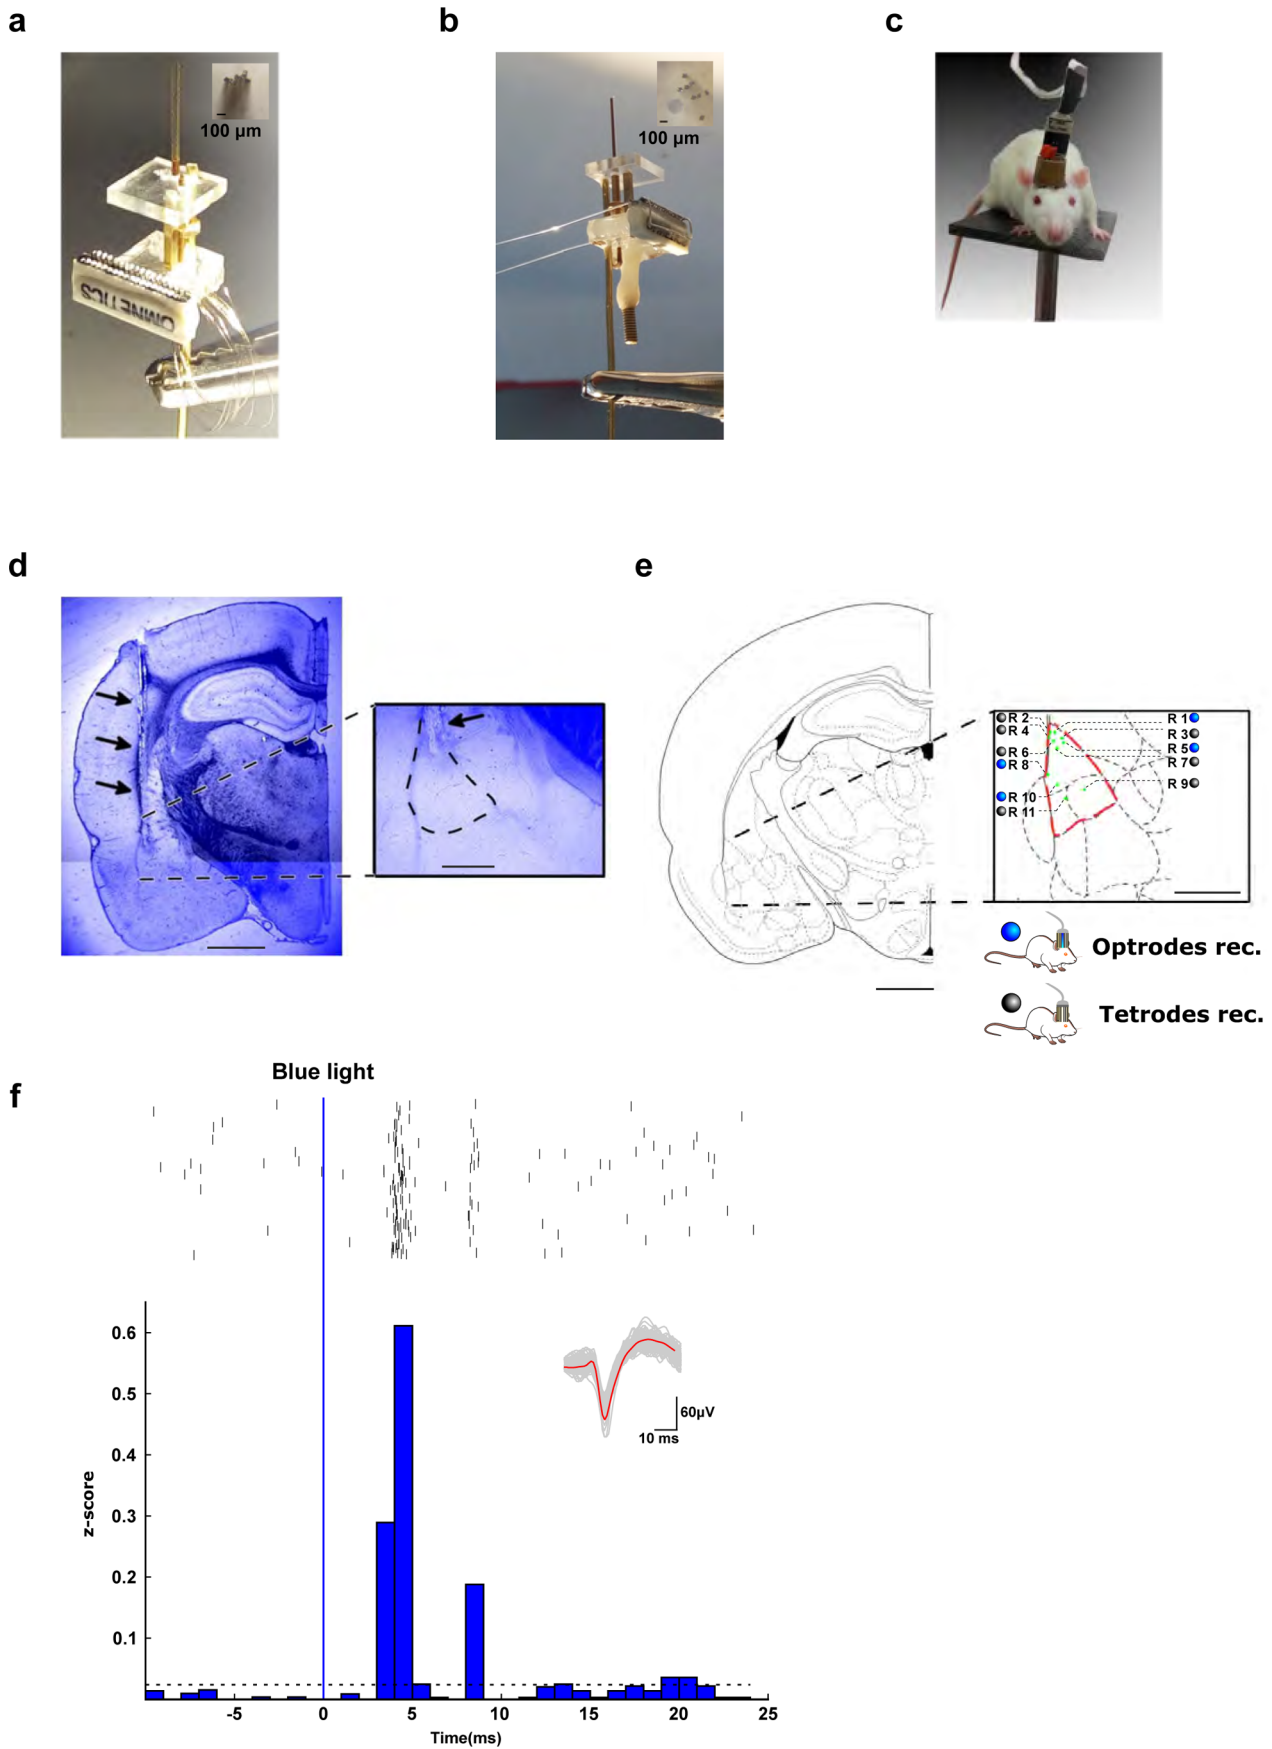 a
b
c
100 µm
100 µm
OMNETICS
d
e
R 2
R 4
R 6
R 8
R 10
R 11
R 1
R 3
R 5
R 7
R 9
Optrodes rec.
Tetrodes rec.
f
Blue light
0.6
0.5
0.4
0.3
0.2
0.1
z-score
60µV
10 ms
-5
0
5
10
15
20
25
Time(ms)